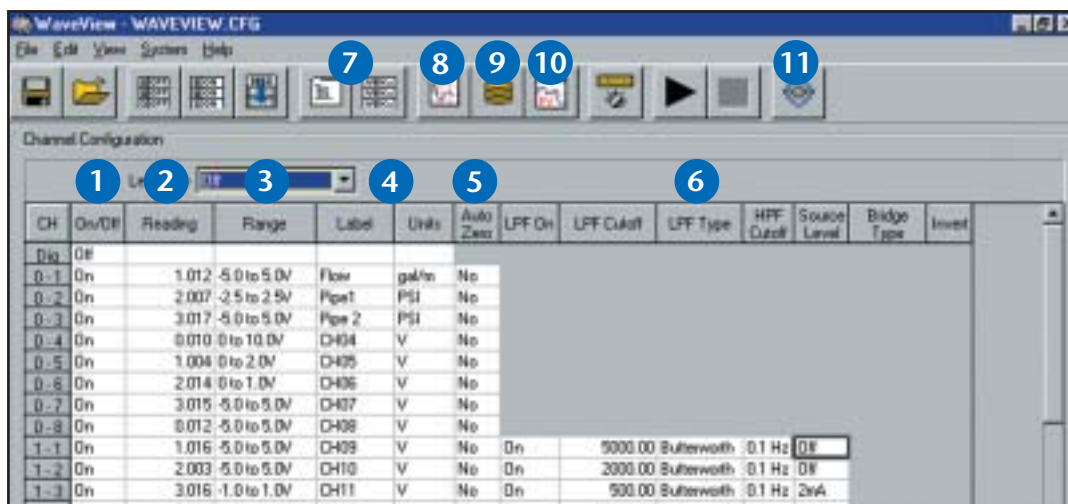 WaveView - WAVEVIEW.CFG
File Edit View System Help
7 8 9 10 11
Channel Configuration
1 2 3 4 5 6
Off
CH On/Off Reading Range Label Units Auto Zero LPF On LPF Cutoff LPF Type HPF Cutoff Source Level Bridge Type Invert
Dig Off
0-1 On 1.012 -5.0 to 5.0V Flow gal/m No
0-2 On 2.007 -2.5 to 2.5V Pipe1 PSI No
0-3 On 3.017 -5.0 to 5.0V Pipe 2 PSI No
0-4 On 0.010 0 to 10.0V CH04 V No
0-5 On 1.004 0 to 2.0V CH05 V No
0-6 On 2.014 0 to 1.0V CH06 V No
0-7 On 3.015 -5.0 to 5.0V CH07 V No
0-8 On 0.012 -5.0 to 5.0V CH08 V No
1-1 On 1.016 -5.0 to 5.0V CH09 V No On 5000.00 Butterworth 0.1 Hz Off
1-2 On 2.003 -5.0 to 5.0V CH10 V No On 2000.00 Butterworth 0.1 Hz Off
1-3 On 3.016 -1.0 to 1.0V CH11 V No On 500.00 Butterworth 0.1 Hz 2mA